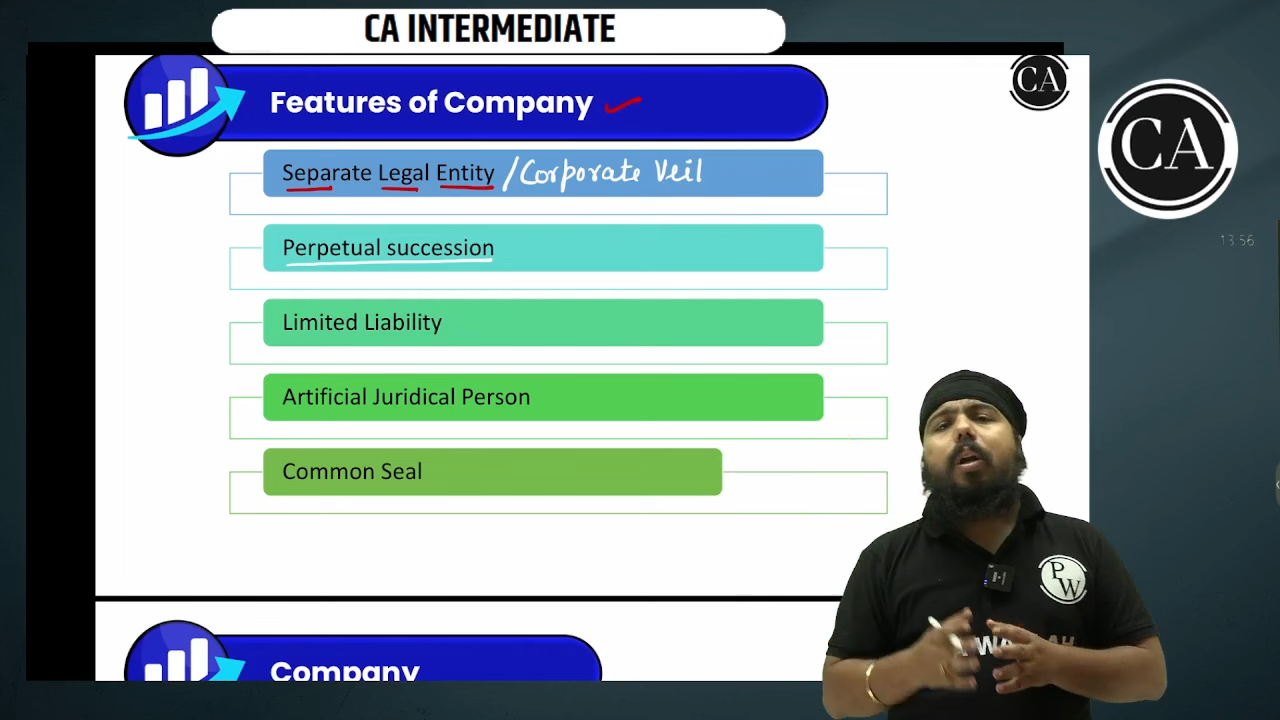 CA INTERMEDIATE
Features of Company
CA
CA
Separate Legal Entity /Corporate Veil
13:56
Perpetual succession
Limited Liability
Artificial Juridical Person
Common Seal
PW
Company